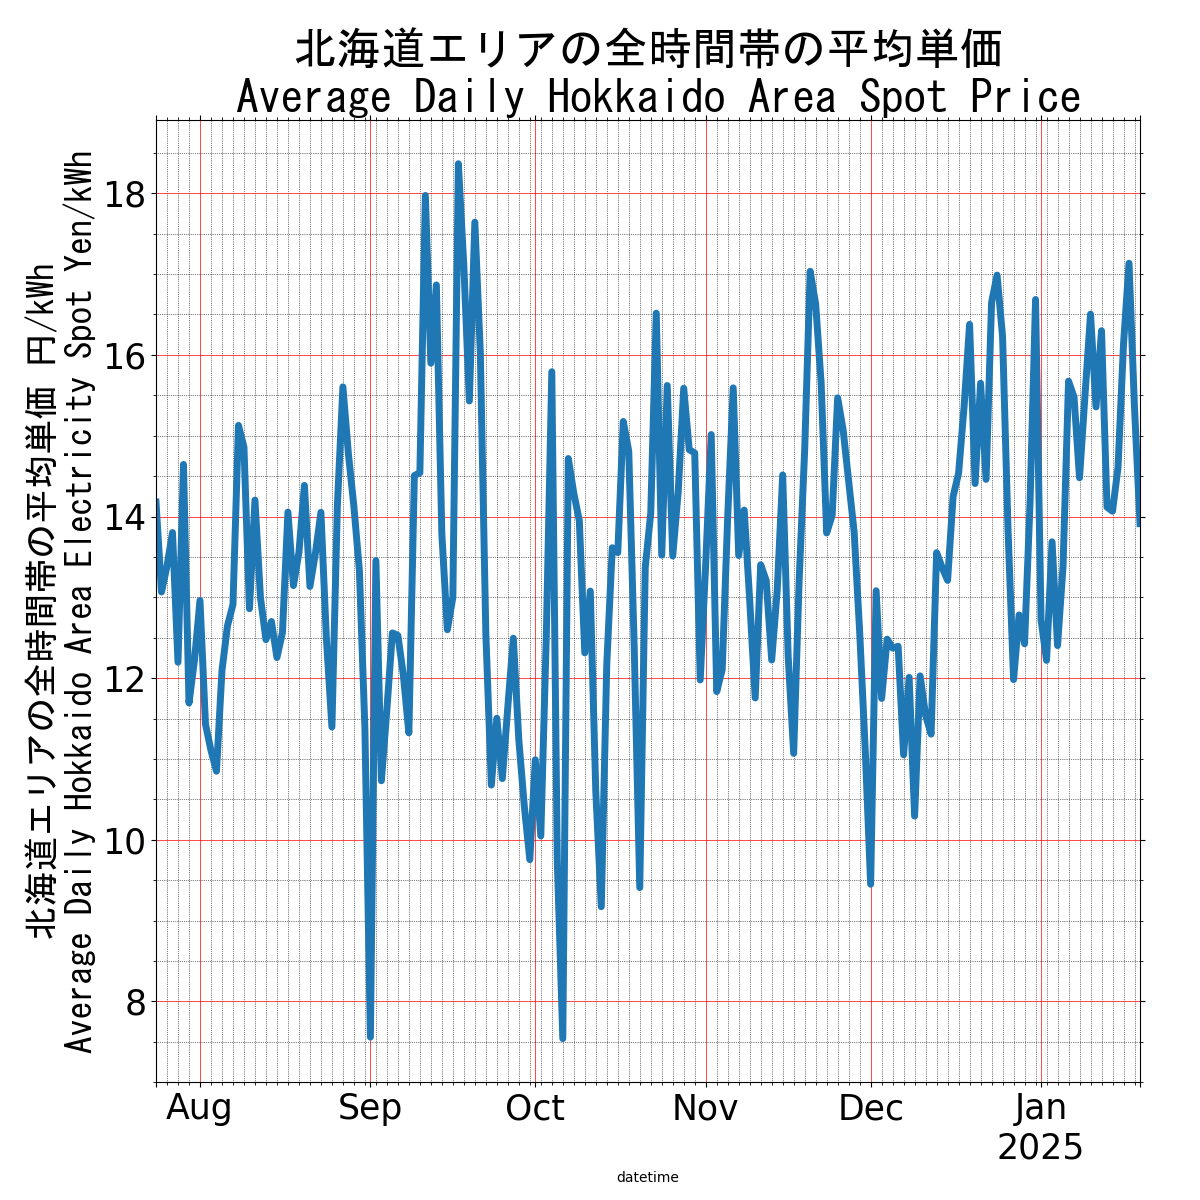 北海道エリアの全時間帯の平均単価
Average Daily Hokkaido Area Spot Price
北海道エリアの全時間帯の平均単価 円/kWh
Average Daily Hokkaido Area Electricity Spot Yen/kWh
18
16
14
12
10
8
Aug
Sep
Oct
Nov
Dec
Jan
2025
datetime